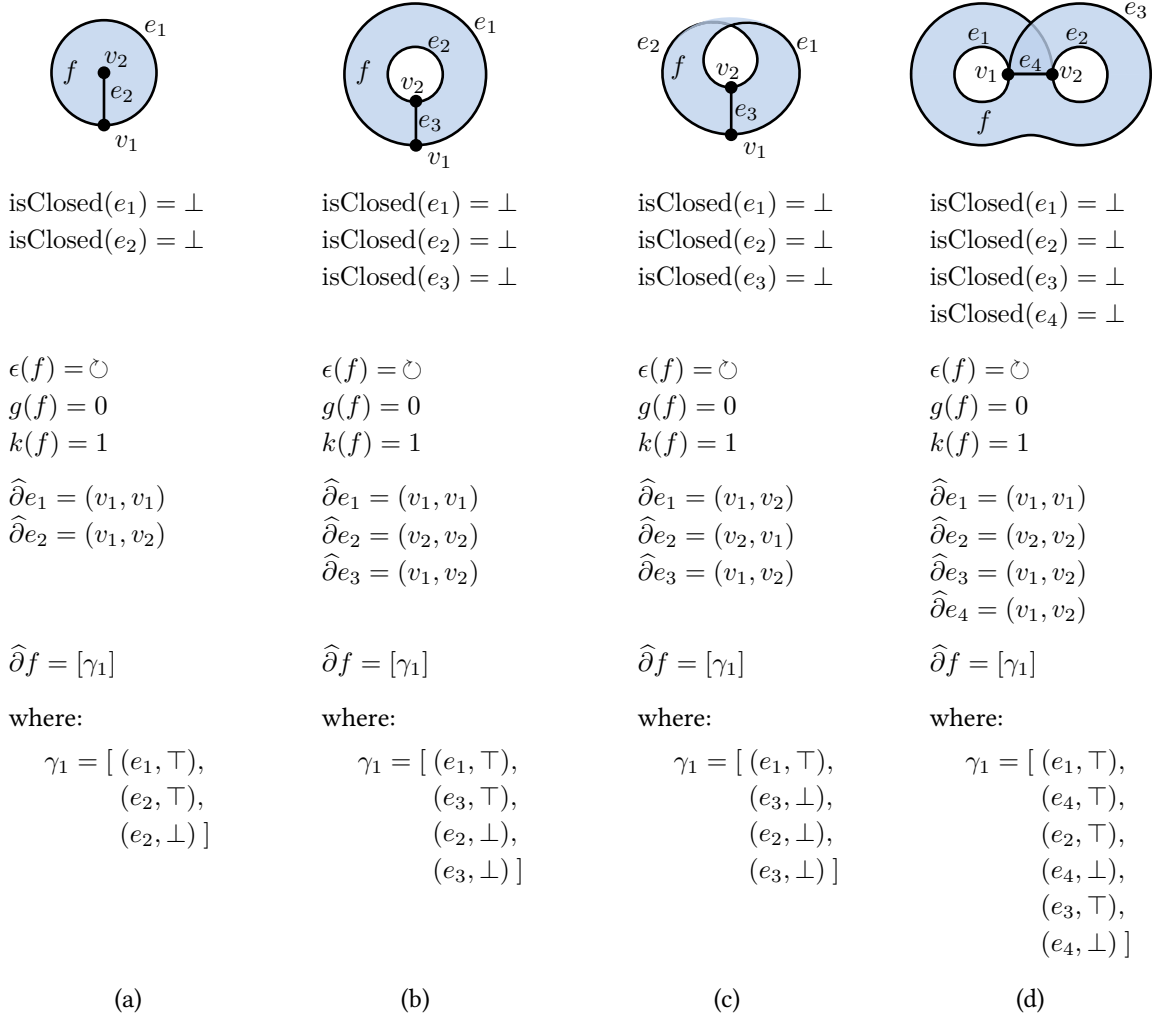 e₁
v₂
f
e₂
v₁
isClosed(e₁) = ⊥
isClosed(e₂) = ⊥
ϵ(f) = ↻
g(f) = 0
k(f) = 1
∂̂e₁ = (v₁, v₁)
∂̂e₂ = (v₁, v₂)
∂̂f = [γ₁]
where:
γ₁ = [ (e₁, ⊤),
(e₂, ⊤),
(e₂, ⊥) ]
(a)
e₁
e₂
f
v₂
e₃
v₁
isClosed(e₁) = ⊥
isClosed(e₂) = ⊥
isClosed(e₃) = ⊥
ϵ(f) = ↻
g(f) = 0
k(f) = 1
∂̂e₁ = (v₁, v₁)
∂̂e₂ = (v₂, v₂)
∂̂e₃ = (v₁, v₂)
∂̂f = [γ₁]
where:
γ₁ = [ (e₁, ⊤),
(e₃, ⊤),
(e₂, ⊥),
(e₃, ⊥) ]
(b)
e₂
e₁
f
v₂
e₃
v₁
isClosed(e₁) = ⊥
isClosed(e₂) = ⊥
isClosed(e₃) = ⊥
ϵ(f) = ↻
g(f) = 0
k(f) = 1
∂̂e₁ = (v₁, v₂)
∂̂e₂ = (v₂, v₁)
∂̂e₃ = (v₁, v₂)
∂̂f = [γ₁]
where:
γ₁ = [ (e₁, ⊤),
(e₃, ⊥),
(e₂, ⊥),
(e₃, ⊥) ]
(c)
e₃
e₁
e₂
e₄
v₁
v₂
f
isClosed(e₁) = ⊥
isClosed(e₂) = ⊥
isClosed(e₃) = ⊥
isClosed(e₄) = ⊥
ϵ(f) = ↻
g(f) = 0
k(f) = 1
∂̂e₁ = (v₁, v₁)
∂̂e₂ = (v₂, v₂)
∂̂e₃ = (v₁, v₂)
∂̂e₄ = (v₁, v₂)
∂̂f = [γ₁]
where:
γ₁ = [ (e₁, ⊤),
(e₄, ⊤),
(e₂, ⊤),
(e₄, ⊥),
(e₃, ⊤),
(e₄, ⊥) ]
(d)